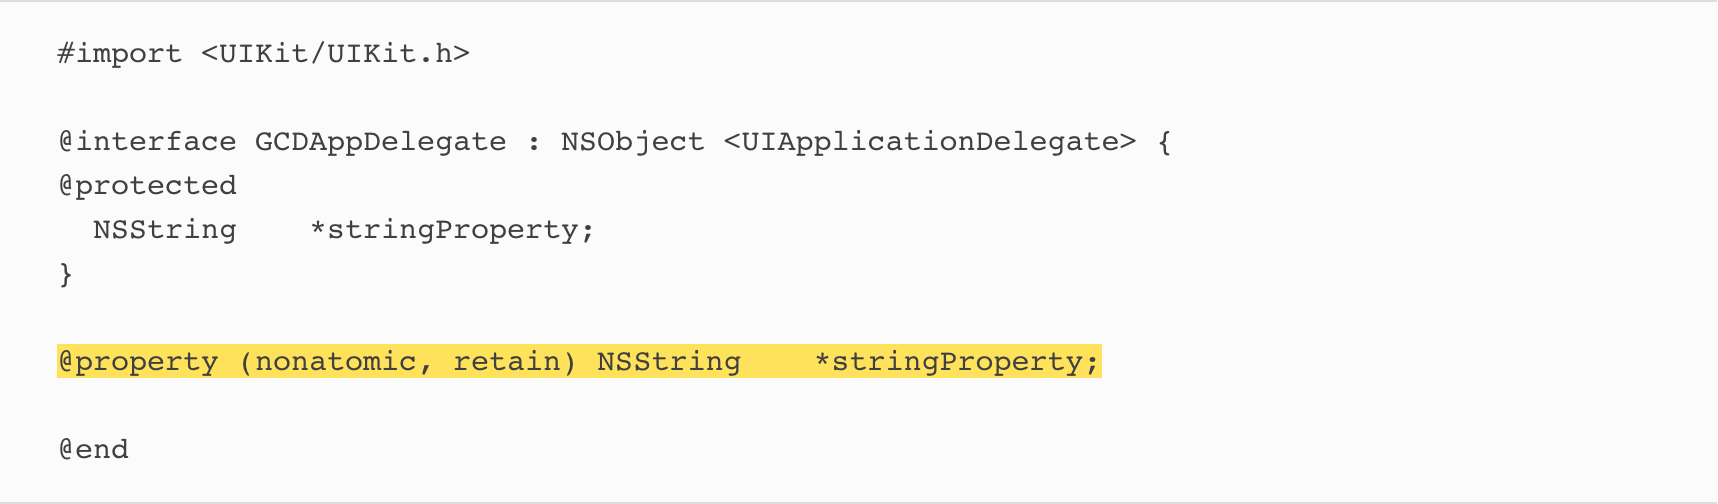 #import <UIKit/UIKit.h>
@interface GCDAppDelegate : NSObject <UIApplicationDelegate> {
@protected
  NSString    *stringProperty;
}
@property (nonatomic, retain) NSString    *stringProperty;
@end